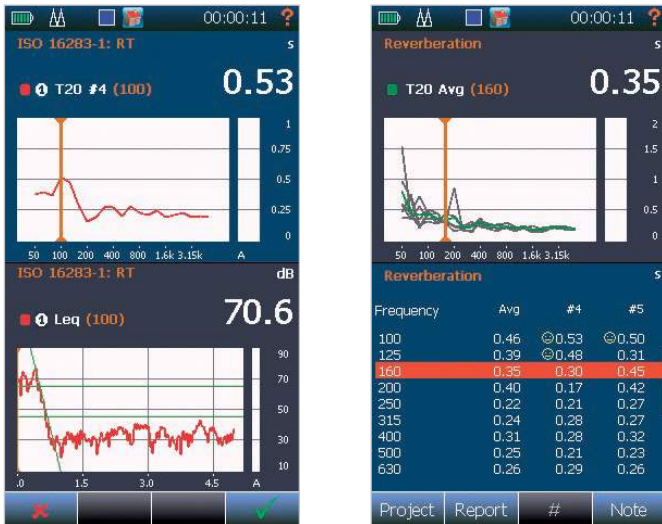 00:00:11 ?
ISO 16283-1: RT s
1 T20 #4 (100) 0.53
1
0.75
0.5
0.25
0
50 100 200 400 800 1.6k 3.15k A
ISO 16283-1: RT dB
1 Leq (100) 70.6
90
70
50
30
10
.0 1.5 3.0 4.5 A
00:00:11 ?
Reverberation s
T20 Avg (160) 0.35
2
1.5
1
0.5
0
50 100 200 400 800 1.6k 3.15k
Reverberation s
Frequency Avg #4 #5
100 0.46 0.53 0.50
125 0.39 0.48 0.31
160 0.35 0.30 0.45
200 0.40 0.17 0.42
250 0.22 0.21 0.27
315 0.24 0.28 0.27
400 0.31 0.28 0.32
500 0.25 0.21 0.23
630 0.26 0.29 0.26
Project Report # Note